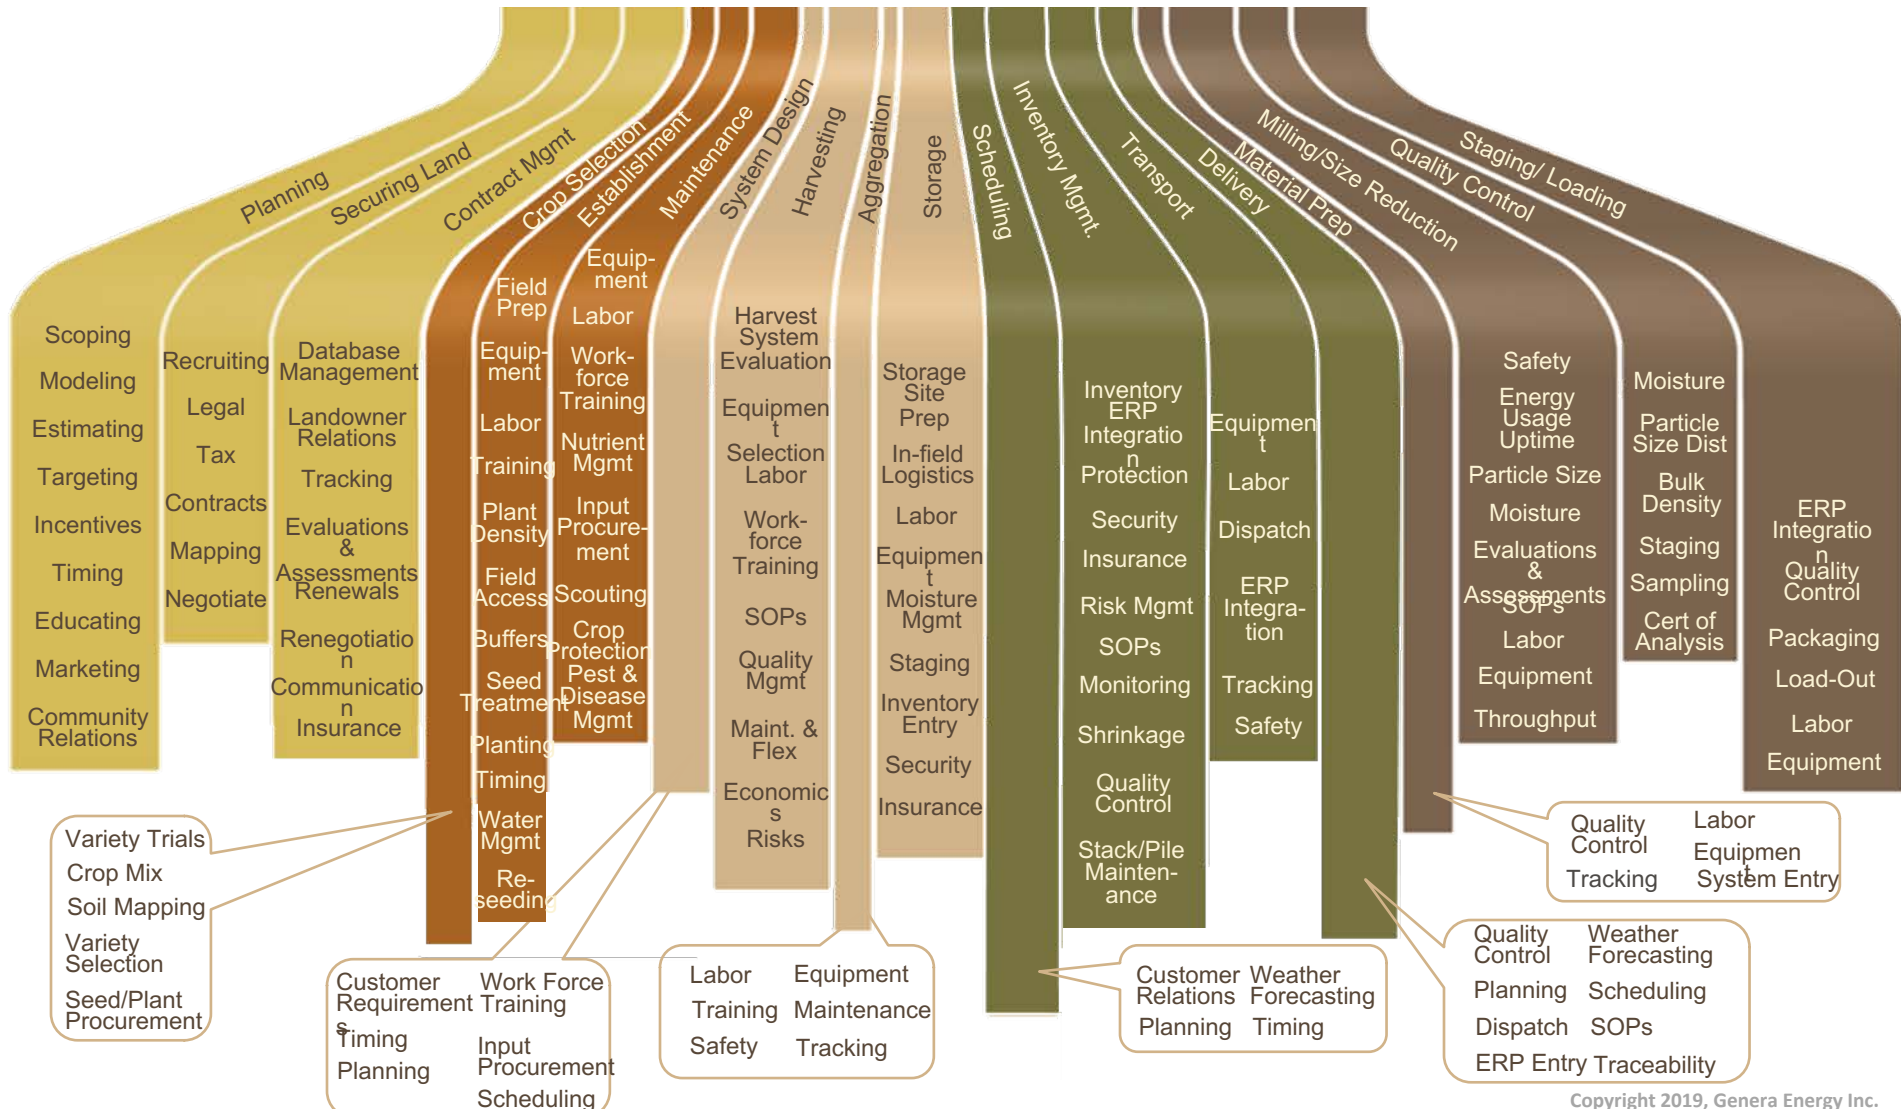 Planning
Securing Land
Contract Mgmt
Crop Selection
Establishment
Maintenance
System Design
Harvesting
Aggregation
Storage
Scheduling
Inventory Mgmt.
Transport
Delivery
Material Prep
Milling/Size Reduction
Quality Control
Staging/ Loading
Scoping
Modeling
Estimating
Targeting
Incentives
Timing
Educating
Marketing
Community
Relations
Recruiting
Legal
Tax
Contracts
Mapping
Negotiate
Database
Management
Landowner
Relations
Tracking
Evaluations
&
Assessments
Renewals
Renegotiatio
n
Communicatio
n
Insurance
Field
Prep
Equip-
ment
Labor
Training
Plant
Density
Field
Access
Buffers
Seed
Treatment
Planting
Timing
Water
Mgmt
Re-
seeding
Equip-
ment
Labor
Work-
force
Training
Nutrient
Mgmt
Input
Procure-
ment
Scouting
Crop
Protection
Pest &
Disease
Mgmt
Harvest
System
Evaluation
Equipmen
t
Selection
Labor
Work-
force
Training
SOPs
Quality
Mgmt
Maint. &
Flex
Economic
s
Risks
Storage
Site
Prep
In-field
Logistics
Labor
Equipmen
t
Moisture
Mgmt
Staging
Inventory
Entry
Security
Insurance
Inventory
ERP
Integratio
n
Protection
Security
Insurance
Risk Mgmt
SOPs
Monitoring
Shrinkage
Quality
Control
Stack/Pile
Mainten-
ance
Equipmen
t
Labor
Dispatch
ERP
Integra-
tion
Tracking
Safety
Safety
Energy
Usage
Uptime
Particle Size
Moisture
Evaluations
&
Assessments
SOPs
Labor
Equipment
Throughput
Moisture
Particle
Size Dist
Bulk
Density
Staging
Sampling
Cert of
Analysis
ERP
Integratio
n
Quality
Control
Packaging
Load-Out
Labor
Equipment
Variety Trials
Crop Mix
Soil Mapping
Variety
Selection
Seed/Plant
Procurement
Customer
Requirement
s
Timing
Planning
Work Force
Training
Input
Procurement
Scheduling
Labor
Training
Safety
Equipment
Maintenance
Tracking
Customer
Relations
Planning
Weather
Forecasting
Timing
Quality
Control
Tracking
Labor
Equipmen
t
System Entry
Quality
Control
Planning
Dispatch
ERP Entry
Weather
Forecasting
Scheduling
SOPs
Traceability
Copyright 2019, Genera Energy Inc.